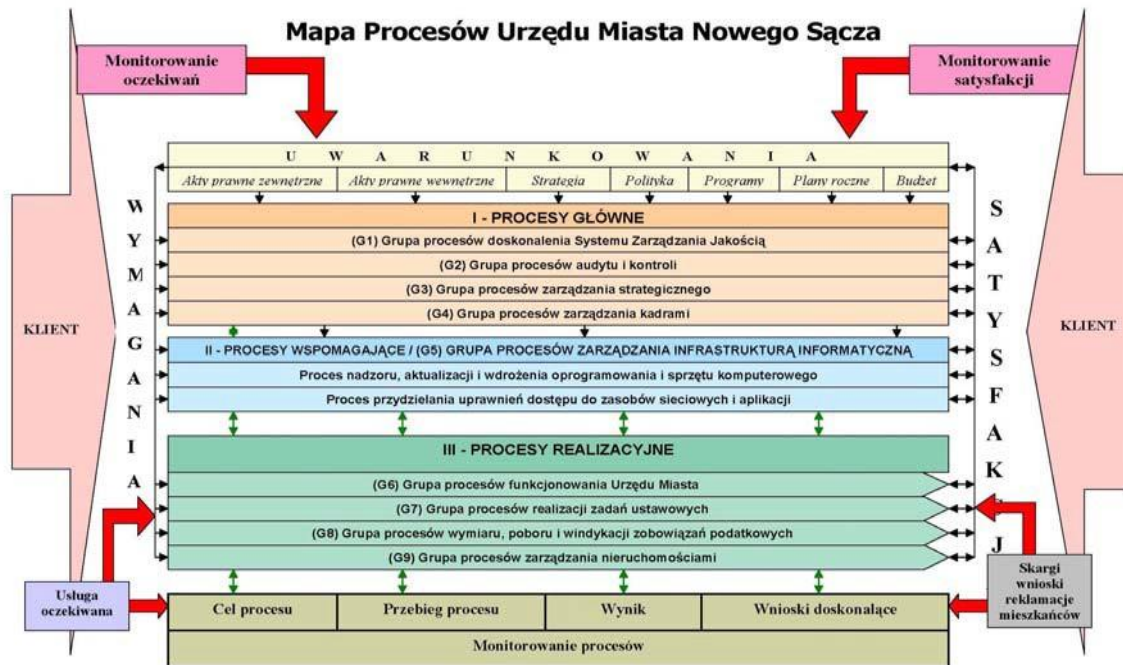 Mapa Procesów Urzędu Miasta Nowego Sącza
Monitorowanie
oczekiwań
Monitorowanie
satysfakcji
UWARUNKOWANIA
Akty prawne zewnętrzne
Akty prawne wewnętrzne
Strategia
Polityka
Programy
Plany roczne
Budżet
WYMAGANIA
KLIENT
I - PROCESY GŁÓWNE
(G1) Grupa procesów doskonalenia Systemu Zarządzania Jakością
(G2) Grupa procesów audytu i kontroli
(G3) Grupa procesów zarządzania strategicznego
(G4) Grupa procesów zarządzania kadrami
II - PROCESY WSPOMAGAJĄCE / (G5) GRUPA PROCESÓW ZARZĄDZANIA INFRASTRUKTURĄ INFORMATYCZNĄ
Proces nadzoru, aktualizacji i wdrożenia oprogramowania i sprzętu komputerowego
Proces przydzielania uprawnień dostępu do zasobów sieciowych i aplikacji
III - PROCESY REALIZACYJNE
(G6) Grupa procesów funkcjonowania Urzędu Miasta
(G7) Grupa procesów realizacji zadań ustawowych
(G8) Grupa procesów wymiaru, poboru i windykacji zobowiązań podatkowych
(G9) Grupa procesów zarządzania nieruchomościami
KLIENT
Usługa
oczekiwana
Cel procesu
Przebieg procesu
Wynik
Wnioski doskonalące
Monitorowanie procesów
Skargi
wnioski
reklamacje
mieszkańców